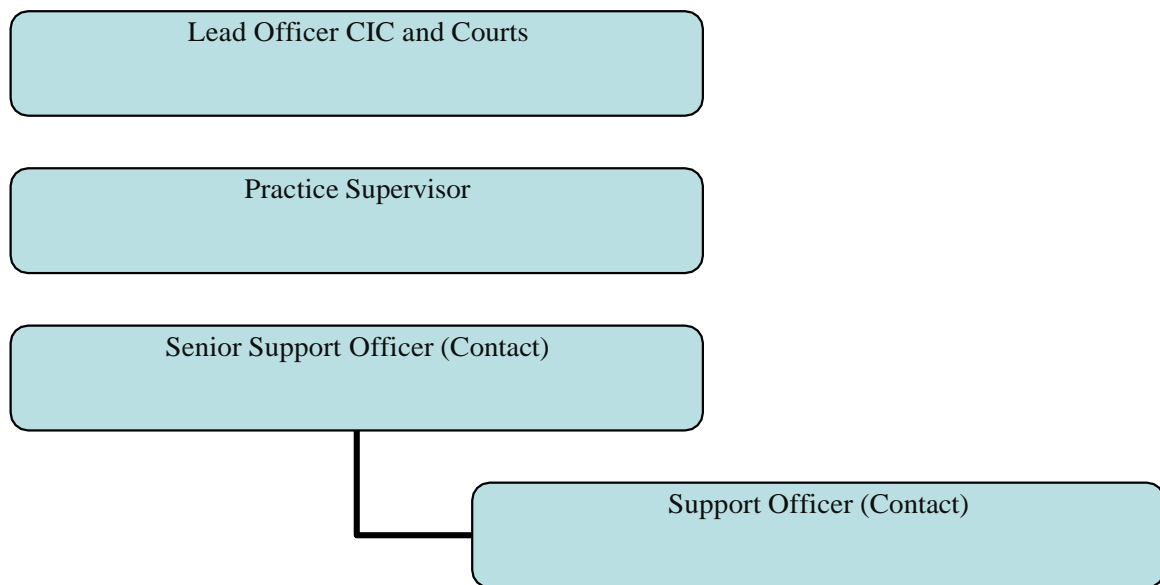 Lead Officer CIC and Courts
Practice Supervisor
Senior Support Officer (Contact)
Support Officer (Contact)